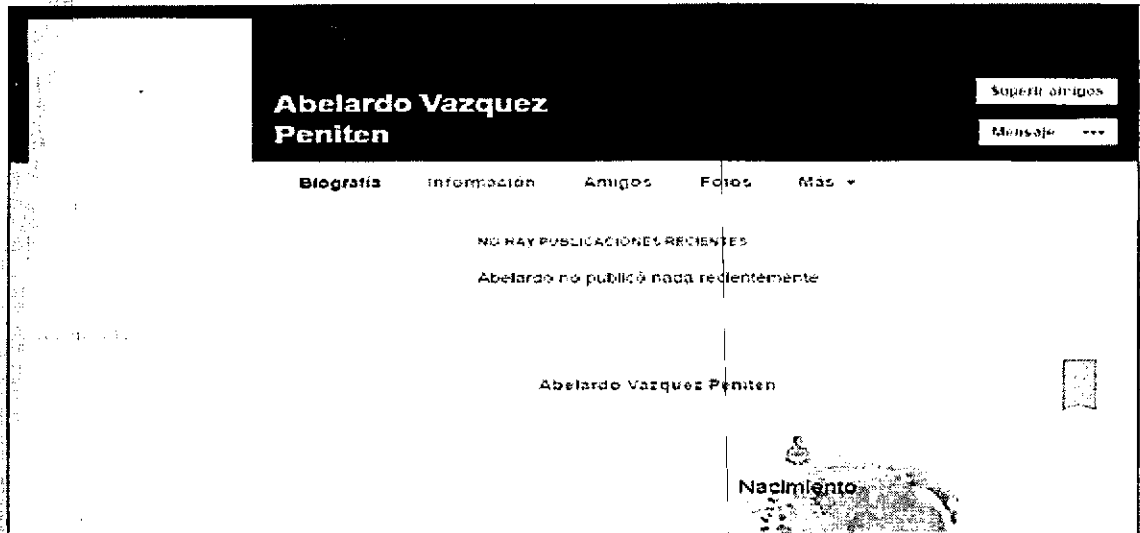 Abelardo Vazquez
Peniten
Sugerir amigos
Mensaje ...
Biografía Información Amigos Fotos Más
NO HAY PUBLICACIONES RECIENTES
Abelardo no publicó nada recientemente
Abelardo Vazquez Peniten
Nacimiento